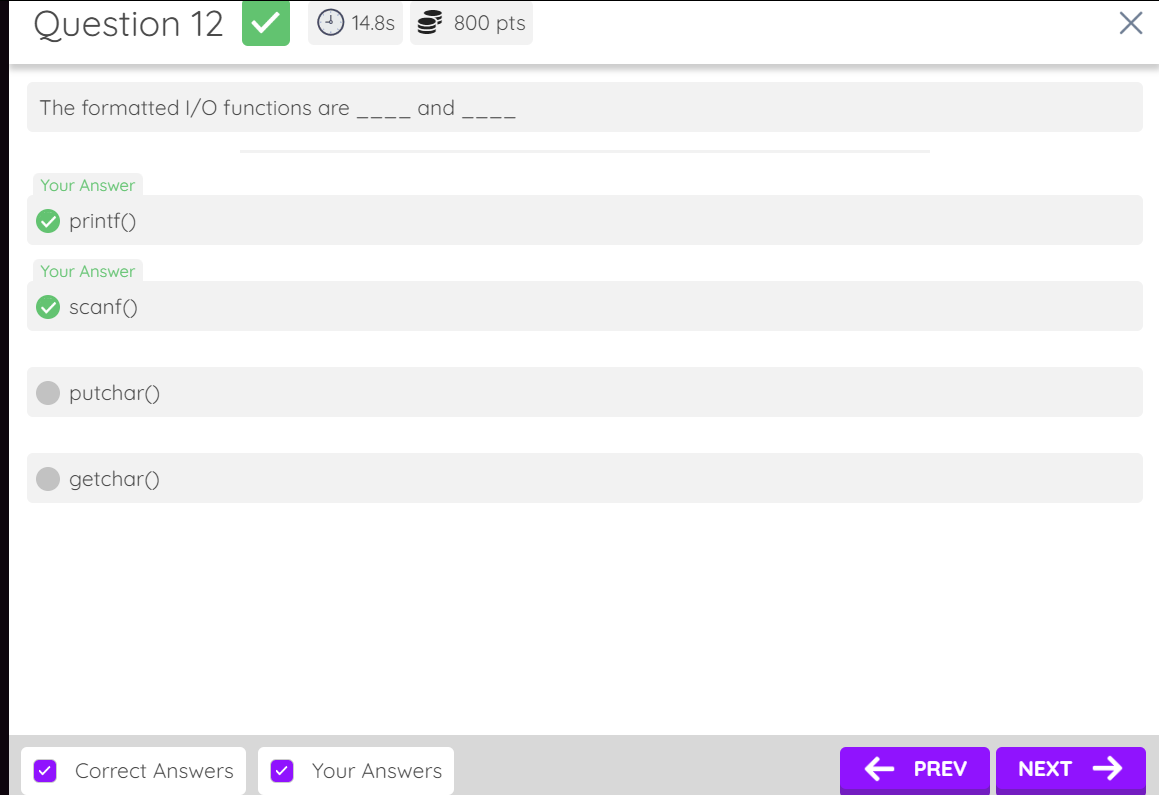 Question 12 14.8s 800 pts
The formatted I/O functions are ____ and ____
Your Answer
printf()
Your Answer
scanf()
putchar()
getchar()
Correct Answers Your Answers PREV NEXT